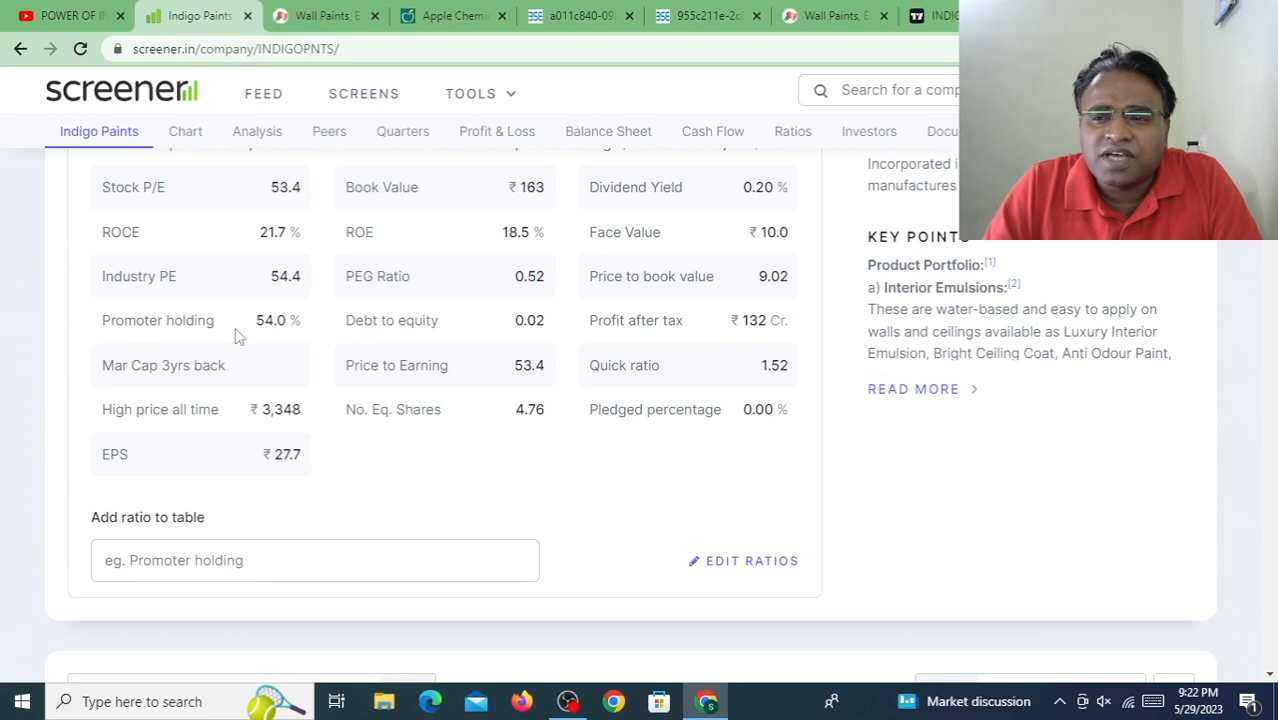 POWER OF IN
Indigo Paints
Wall Paints, E
Apple Chemie
a011c840-09
955c211e-2c
Wall Paints, E
INDI
screener.in/company/INDIGOPNTS/
screener
FEED
SCREENS
TOOLS
Search for a comp
Indigo Paints
Chart
Analysis
Peers
Quarters
Profit & Loss
Balance Sheet
Cash Flow
Ratios
Investors
Docu
Stock P/E 53.4
Book Value ₹ 163
Dividend Yield 0.20 %
ROCE 21.7 %
ROE 18.5 %
Face Value ₹ 10.0
Industry PE 54.4
PEG Ratio 0.52
Price to book value 9.02
Promoter holding 54.0 %
Debt to equity 0.02
Profit after tax ₹ 132 Cr.
Mar Cap 3yrs back
Price to Earning 53.4
Quick ratio 1.52
High price all time ₹ 3,348
No. Eq. Shares 4.76
Pledged percentage 0.00 %
EPS ₹ 27.7
Add ratio to table
eg. Promoter holding
EDIT RATIOS
Incorporated i
manufactures
KEY POINTS
Product Portfolio:[1]
a) Interior Emulsions:[2]
These are water-based and easy to apply on
walls and ceilings available as Luxury Interior
Emulsion, Bright Ceiling Coat, Anti Odour Paint,
READ MORE
Type here to search
Market discussion
9:22 PM
5/29/2023
1